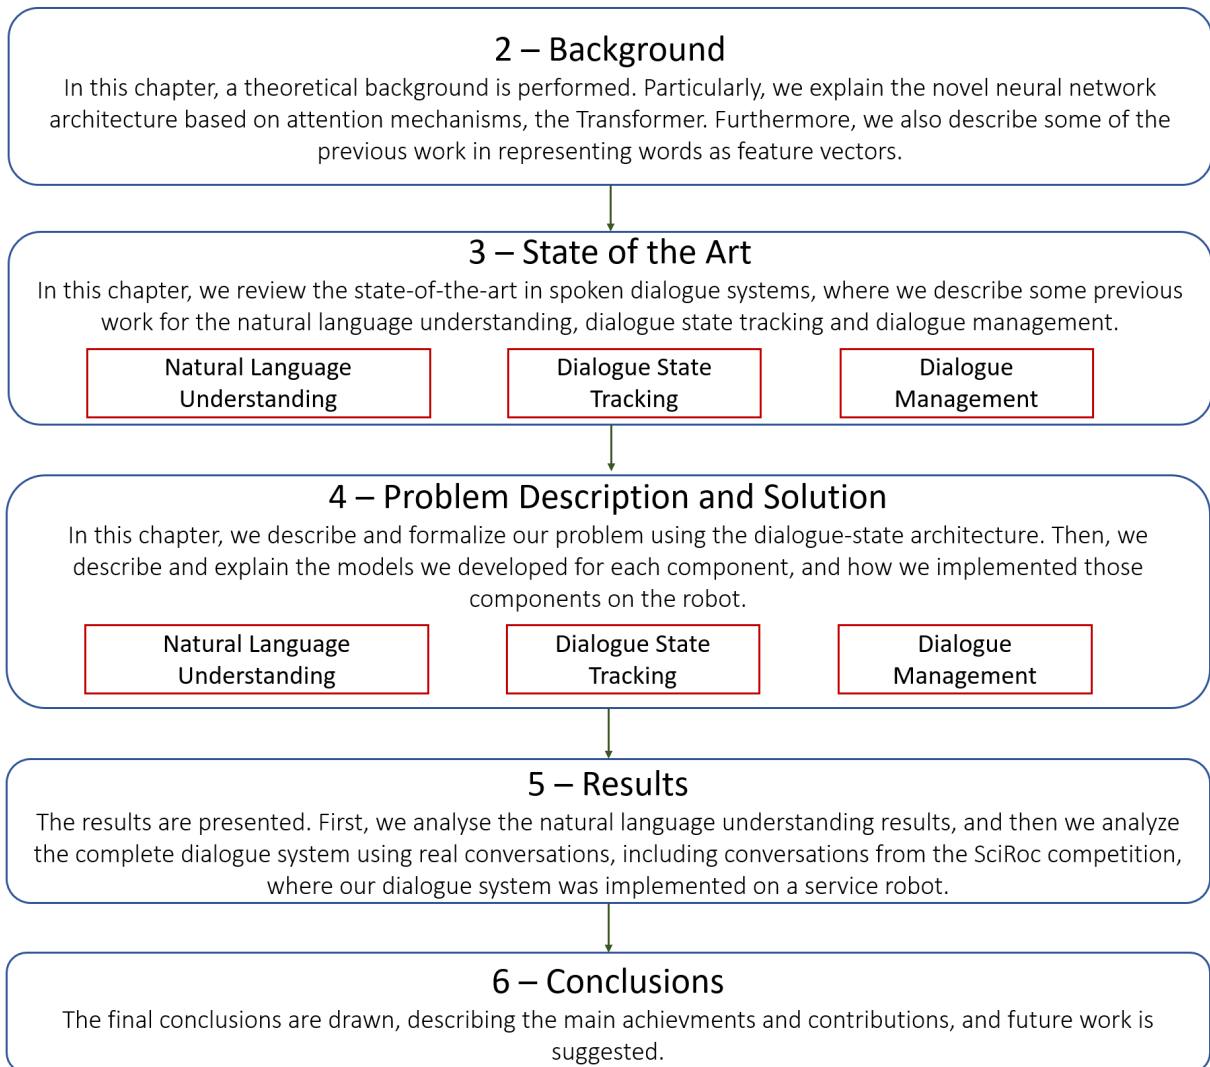 2 – Background
In this chapter, a theoretical background is performed. Particularly, we explain the novel neural network
architecture based on attention mechanisms, the Transformer. Furthermore, we also describe some of the
previous work in representing words as feature vectors.
3 – State of the Art
In this chapter, we review the state-of-the-art in spoken dialogue systems, where we describe some previous
work for the natural language understanding, dialogue state tracking and dialogue management.
Natural Language
Understanding
Dialogue State
Tracking
Dialogue
Management
4 – Problem Description and Solution
In this chapter, we describe and formalize our problem using the dialogue-state architecture. Then, we
describe and explain the models we developed for each component, and how we implemented those
components on the robot.
Natural Language
Understanding
Dialogue State
Tracking
Dialogue
Management
5 – Results
The results are presented. First, we analyse the natural language understanding results, and then we analyze
the complete dialogue system using real conversations, including conversations from the SciRoc competition,
where our dialogue system was implemented on a service robot.
6 – Conclusions
The final conclusions are drawn, describing the main achievments and contributions, and future work is
suggested.